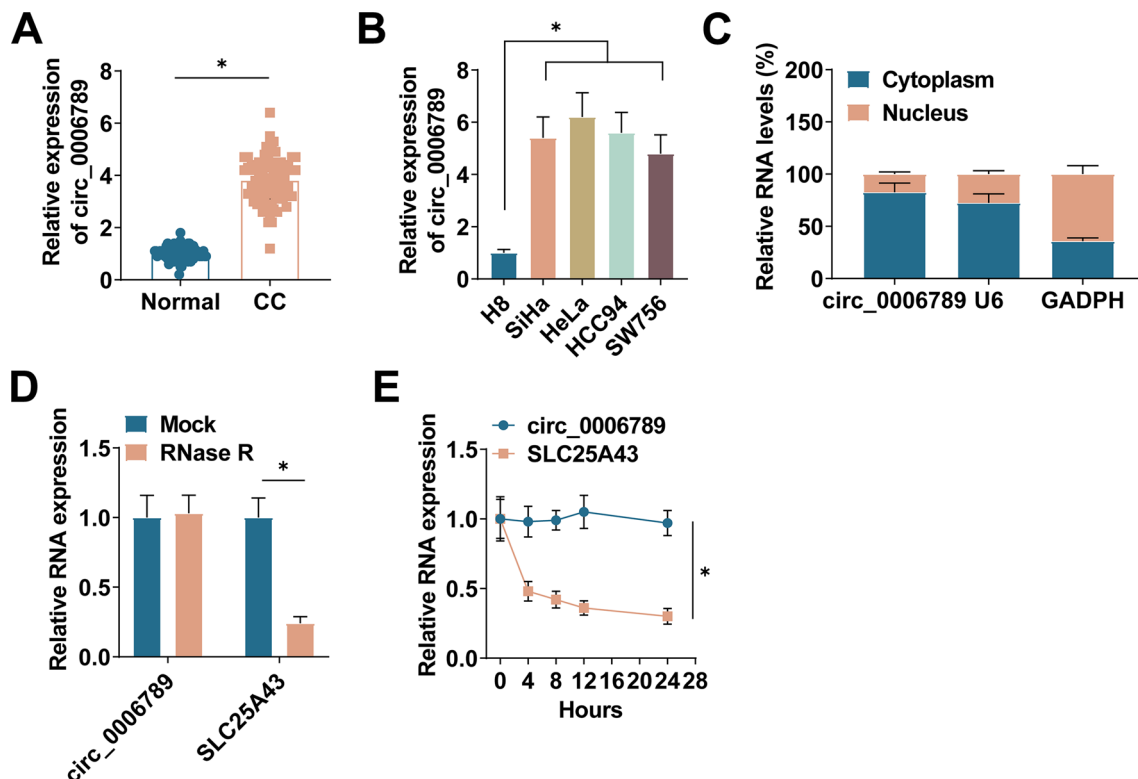 A
Relative expression
of circ_0006789
8
6
4
2
0
*
Normal
CC
B
Relative expression
of circ_0006789
8
6
4
2
0
*
H8
SiHa
HeLa
HCC94
SW756
C
Relative RNA levels (%)
200
150
100
50
0
Cytoplasm
Nucleus
circ_0006789
U6
GADPH
D
Relative RNA expression
1.5
1.0
0.5
0.0
Mock
RNase R
*
circ_0006789
SLC25A43
E
Relative RNA expression
1.5
1.0
0.5
0.0
circ_0006789
SLC25A43
*
0 4 8 12 16 20 24 28
Hours